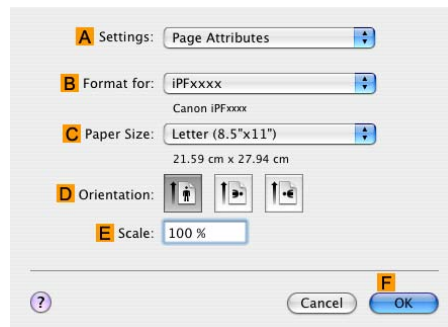 A Settings: Page Attributes
B Format for: iPFxxxx
Canon iPFxxxx
C Paper Size: Letter (8.5"x11")
21.59 cm x 27.94 cm
D Orientation:
E Scale: 100 %
F
? Cancel OK